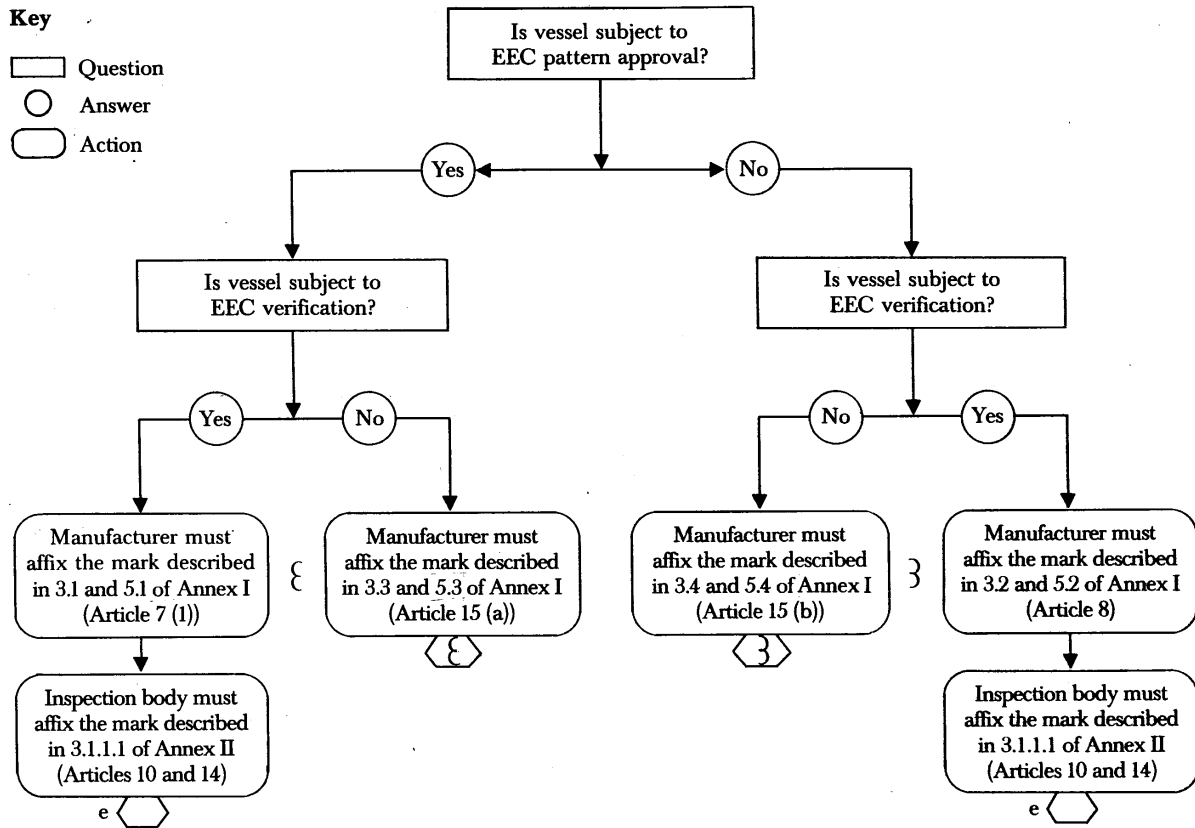 Key
Question
Answer
Action
Is vessel subject to
EEC pattern approval?
Yes
No
Is vessel subject to
EEC verification?
Is vessel subject to
EEC verification?
Yes
No
No
Yes
Manufacturer must
affix the mark described
in 3.1 and 5.1 of Annex I
(Article 7 (1))
ε
Manufacturer must
affix the mark described
in 3.3 and 5.3 of Annex I
(Article 15 (a))
ε
Manufacturer must
affix the mark described
in 3.4 and 5.4 of Annex I
(Article 15 (b))
3
3
Manufacturer must
affix the mark described
in 3.2 and 5.2 of Annex I
(Article 8)
Inspection body must
affix the mark described
in 3.1.1.1 of Annex II
(Articles 10 and 14)
e
Inspection body must
affix the mark described
in 3.1.1.1 of Annex II
(Articles 10 and 14)
e